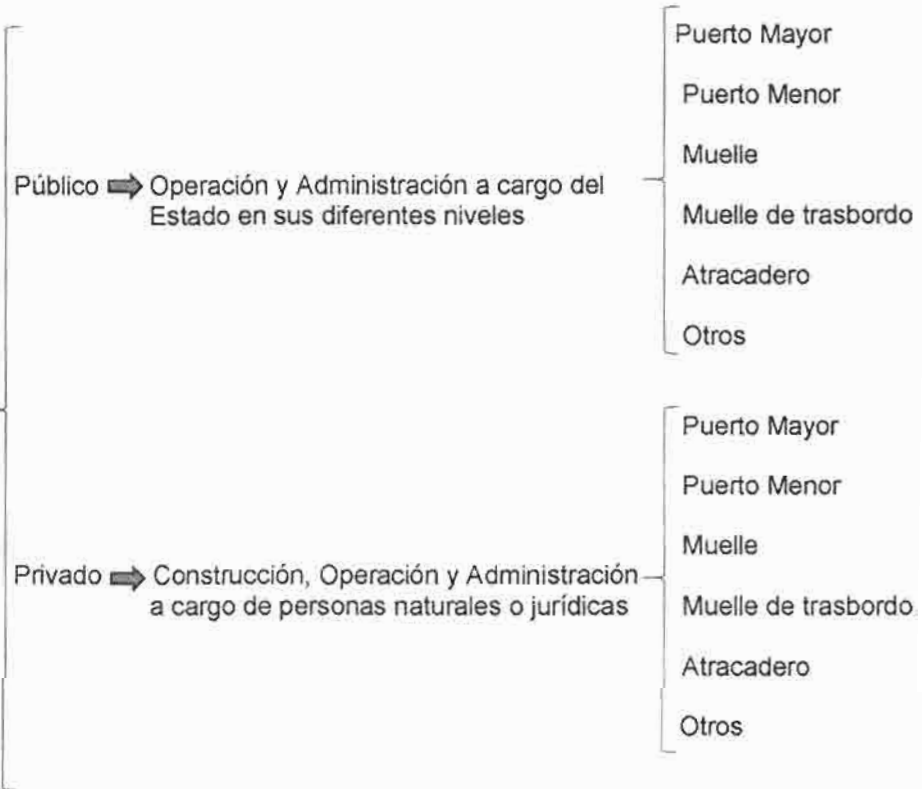 Público
Operación y Administración a cargo del
Estado en sus diferentes niveles
Puerto Mayor
Puerto Menor
Muelle
Muelle de trasbordo
Atracadero
Otros
Privado
Construcción, Operación y Administración
a cargo de personas naturales o jurídicas
Puerto Mayor
Puerto Menor
Muelle
Muelle de trasbordo
Atracadero
Otros